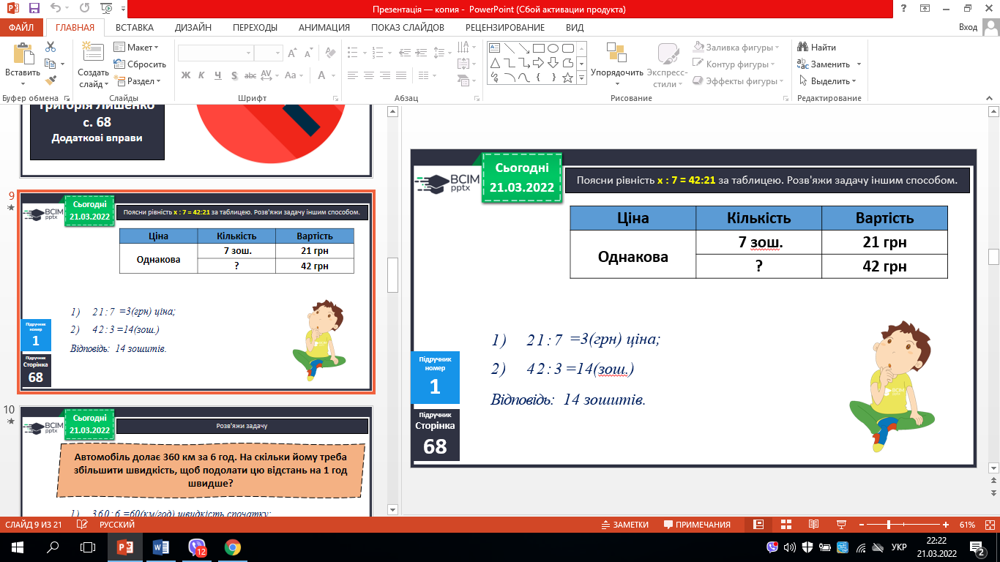 Презентація — копия - PowerPoint (Сбой активации продукта)
ФАЙЛ ГЛАВНАЯ ВСТАВКА ДИЗАЙН ПЕРЕХОДЫ АНИМАЦИЯ ПОКАЗ СЛАЙДОВ РЕЦЕНЗИРОВАНИЕ ВИД Вход
Вставить
Создать слайд
Макет
Сбросить
Раздел
Ж К Ч S abc AV Aa A
Упорядочить
Экспресс-стили
Заливка фигуры
Контур фигуры
Эффекты фигуры
Найти
Заменить
Выделить
Буфер обмена Слайды Шрифт Абзац Рисование Редактирование
Григорія Лишенко
с. 68
Додаткові вправи
9
ВСІМ
pptx
Сьогодні
21.03.2022
Поясни рівність х : 7 = 42:21 за таблицею. Розв'яжи задачу іншим способом.
Ціна Кількість Вартість
Однакова 7 зош. 21 грн
? 42 грн
1) 21:7 =3(грн) ціна;
2) 42:3 =14(зош.)
Відповідь: 14 зошитів.
Підручник
номер
1
Підручник
Сторінка
68
10
ВСІМ
pptx
Сьогодні
21.03.2022
Розв'яжи задачу
Автомобіль долає 360 км за 6 год. На скільки йому треба
збільшити швидкість, щоб подолати цю відстань на 1 год
швидше?
1) 360:6 =60(км/год) швидкість спочатку;
ВСІМ
pptx
Сьогодні
21.03.2022
Поясни рівність х : 7 = 42:21 за таблицею. Розв'яжи задачу іншим способом.
Ціна Кількість Вартість
Однакова 7 зош. 21 грн
? 42 грн
1) 21:7 =3(грн) ціна;
2) 42:3 =14(зош.)
Відповідь: 14 зошитів.
Підручник
номер
1
Підручник
Сторінка
68
СЛАЙД 9 ИЗ 21 РУССКИЙ ЗАМЕТКИ ПРИМЕЧАНИЯ 61%
12
УКР
22:22
21.03.2022
2